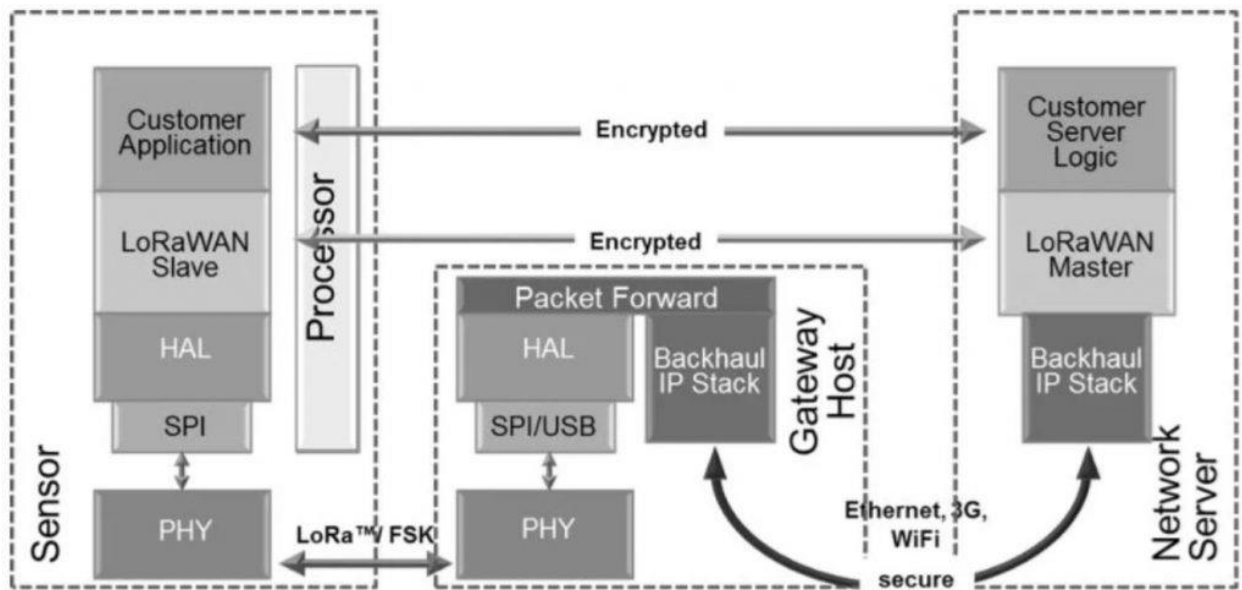 Customer
Application
LoRaWAN
Slave
HAL
SPI
PHY
Sensor
Processor
Encrypted
Encrypted
LoRa™/ FSK
Packet Forward
HAL
SPI/USB
PHY
Backhaul
IP Stack
Gateway
Host
Ethernet, 3G,
WiFi
secure
Customer
Server
Logic
LoRaWAN
Master
Backhaul
IP Stack
Network
Server